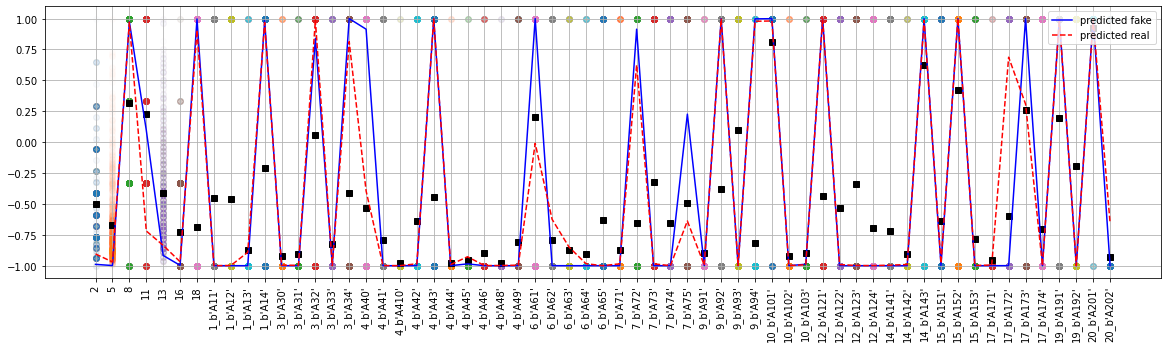 1.00
0.75
0.50
0.25
0.00
−0.25
−0.50
−0.75
−1.00
predicted fake
predicted real
2
5
8
11
13
16
18
1_b'A11'
1_b'A12'
1_b'A13'
1_b'A14'
3_b'A30'
3_b'A31'
3_b'A32'
3_b'A33'
3_b'A34'
4_b'A40'
4_b'A41'
4_b'A410'
4_b'A42'
4_b'A43'
4_b'A44'
4_b'A45'
4_b'A46'
4_b'A48'
4_b'A49'
6_b'A61'
6_b'A62'
6_b'A63'
6_b'A64'
6_b'A65'
7_b'A71'
7_b'A72'
7_b'A73'
7_b'A74'
7_b'A75'
9_b'A91'
9_b'A92'
9_b'A93'
9_b'A94'
10_b'A101'
10_b'A102'
10_b'A103'
12_b'A121'
12_b'A122'
12_b'A123'
12_b'A124'
14_b'A141'
14_b'A142'
14_b'A143'
15_b'A151'
15_b'A152'
15_b'A153'
17_b'A171'
17_b'A172'
17_b'A173'
17_b'A174'
19_b'A191'
19_b'A192'
20_b'A201'
20_b'A202'